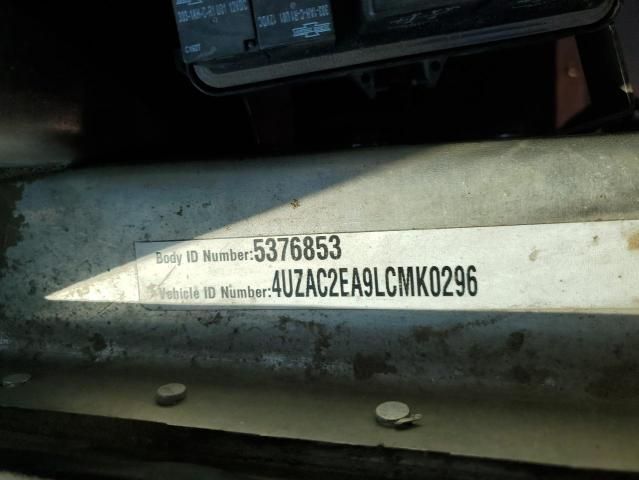 Body ID Number:5376853
Vehicle ID Number:4UZAC2EA9LCMK0296